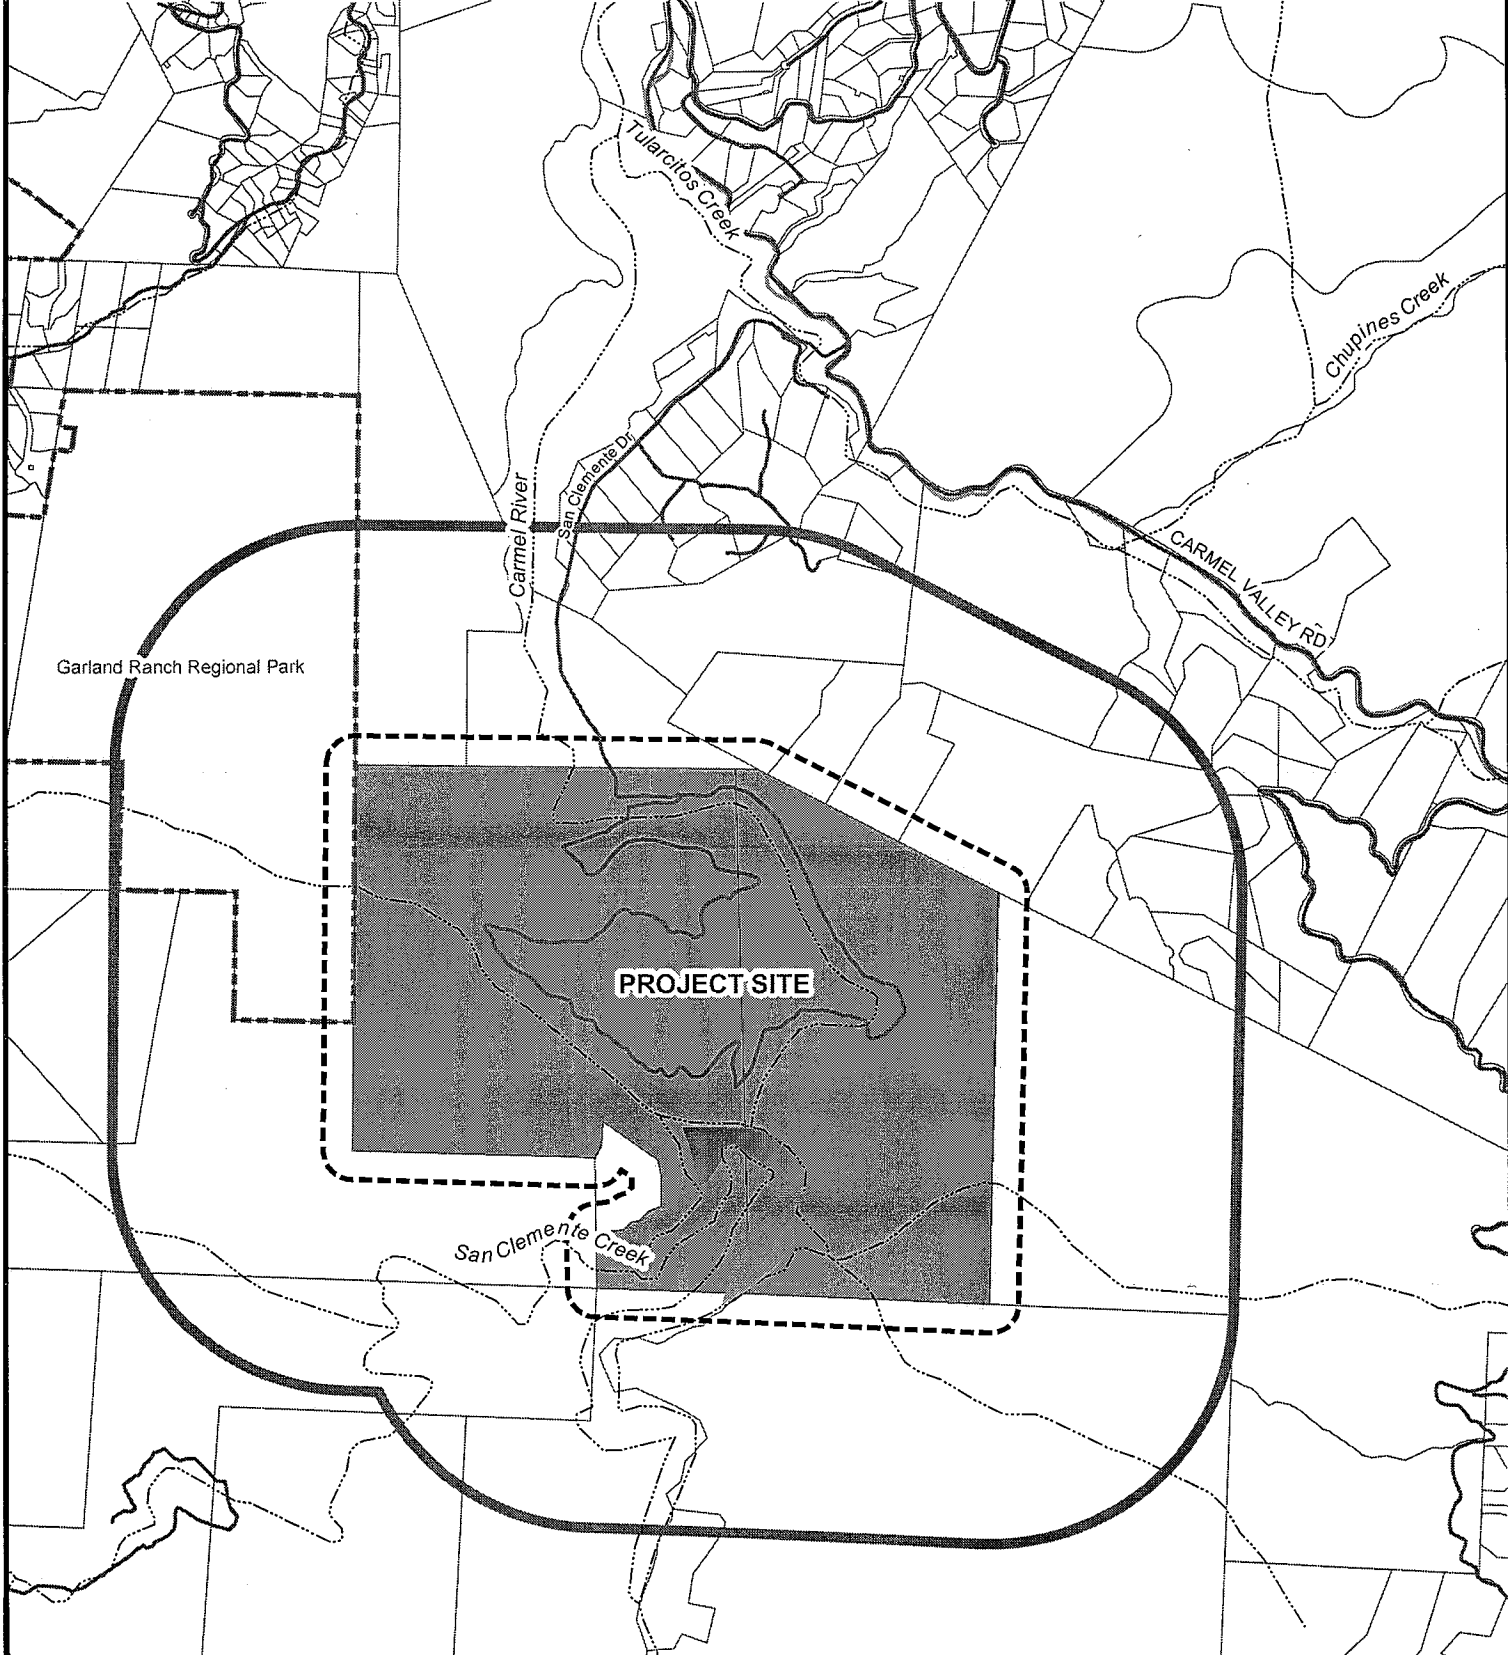 Tularcitos Creek
Chupines Creek
San Clemente Dr
Carmel River
CARMEL VALLEY RD
Garland Ranch Regional Park
PROJECT SITE
San Clemente Creek